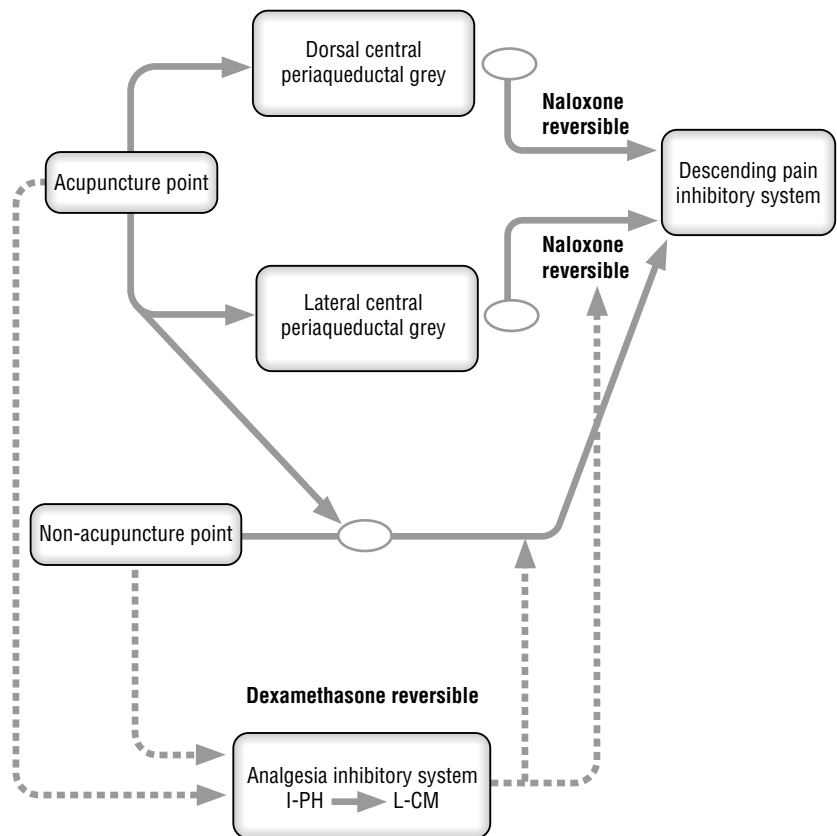 Dorsal central
periaqueductal grey
Naloxone
reversible
Acupuncture point
Descending pain
inhibitory system
Naloxone
reversible
Lateral central
periaqueductal grey
Non-acupuncture point
Dexamethasone reversible
Analgesia inhibitory system
I-PH L-CM